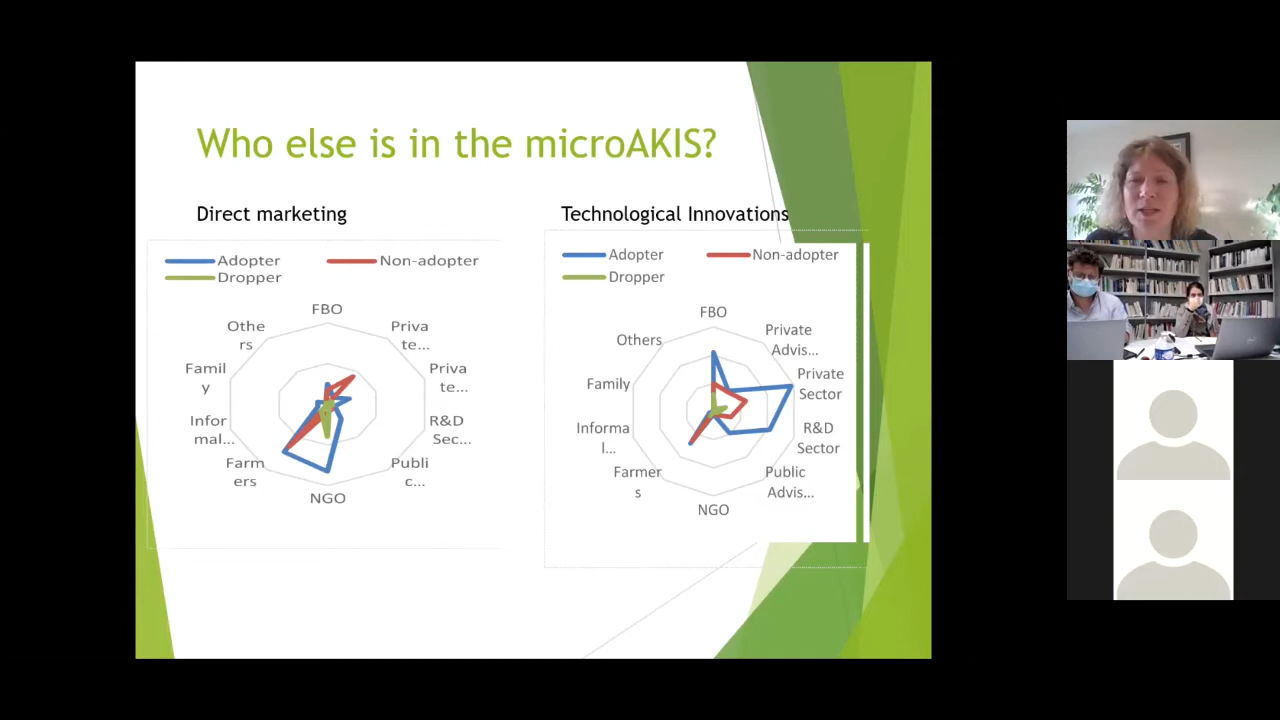 Who else is in the microAKIS?
Direct marketing
Adopter
Non-adopter
Dropper
FBO
Priva
te...
Priva
te...
R&D
Sec...
Publi
c...
NGO
Farm
ers
Infor
mal...
Famil
y
Othe
rs
Technological Innovations
Adopter
Non-adopter
Dropper
FBO
Private
Advis...
Private
Sector
R&D
Sector
Public
Advis...
NGO
Farmer
s
Informa
l...
Family
Others